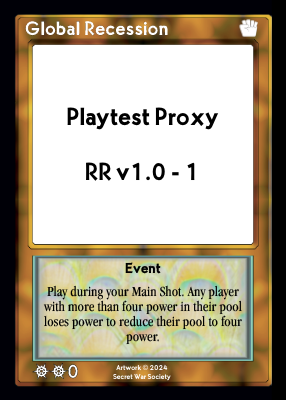 Global Recession
Playtest Proxy
RR v1.0 - 1
Event
Play during your Main Shot. Any player
with more than four power in their pool
loses power to reduce their pool to four
power.
0
Artwork © 2024
Secret War Society